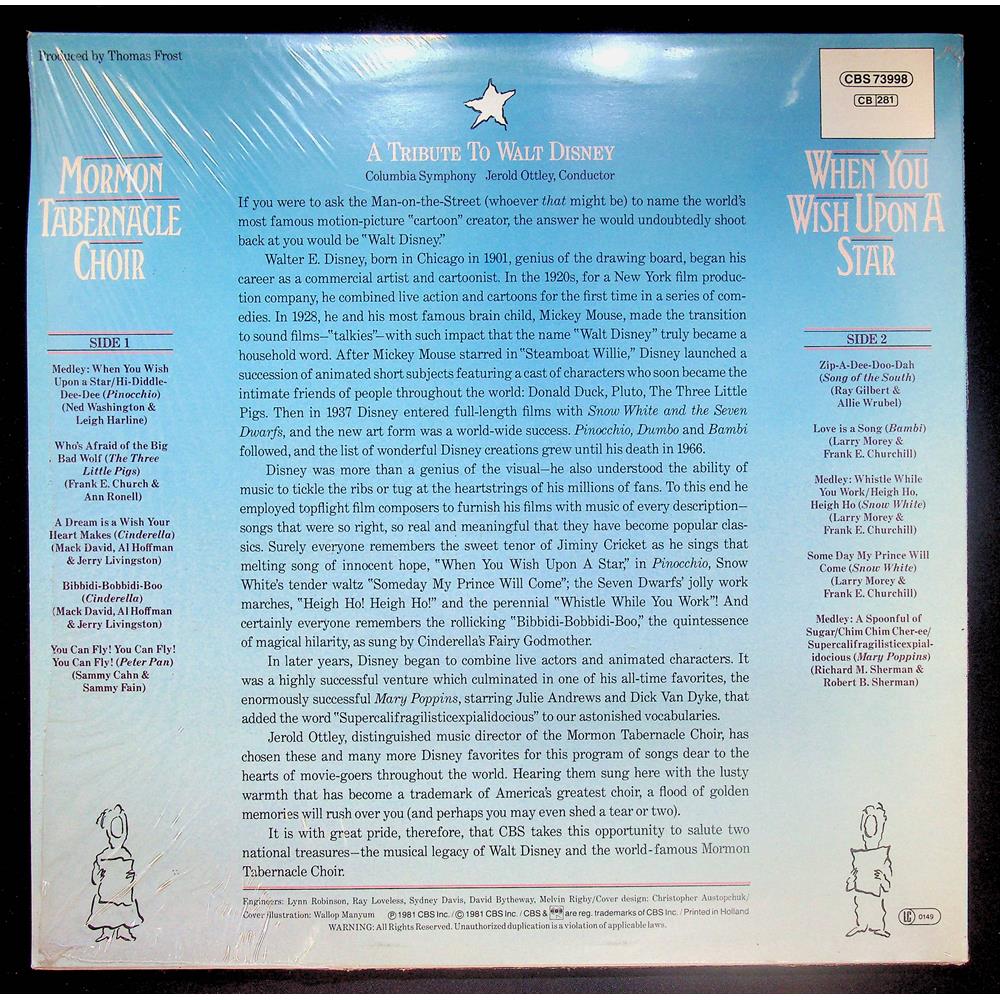 Produced by Thomas Frost
CBS 73998
CB 281
MORMON
TABERNACLE
CHOIR
SIDE 1
Medley: When You Wish
Upon a Star/Hi-Diddle-
Dee-Dee (Pinocchio)
(Ned Washington &
Leigh Harline)
Who's Afraid of the Big
Bad Wolf (The Three
Little Pigs)
(Frank E. Church &
Ann Ronell)
A Dream is a Wish Your
Heart Makes (Cinderella)
(Mack David, Al Hoffman
& Jerry Livingston)
Bibbidi-Bobbidi-Boo
(Cinderella)
(Mack David, Al Hoffman
& Jerry Livingston)
You Can Fly! You Can Fly!
You Can Fly! (Peter Pan)
(Sammy Cahn &
Sammy Fain)
A TRIBUTE TO WALT DISNEY
Columbia Symphony Jerold Ottley, Conductor
If you were to ask the Man-on-the-Street (whoever that might be) to name the world's
most famous motion-picture "cartoon" creator, the answer he would undoubtedly shoot
back at you would be "Walt Disney."
Walter E. Disney, born in Chicago in 1901, genius of the drawing board, began his
career as a commercial artist and cartoonist. In the 1920s, for a New York film produc-
tion company, he combined live action and cartoons for the first time in a series of com-
edies. In 1928, he and his most famous brain child, Mickey Mouse, made the transition
to sound films—"talkies"—with such impact that the name "Walt Disney" truly became a
household word. After Mickey Mouse starred in "Steamboat Willie," Disney launched a
succession of animated short subjects featuring a cast of characters who soon became the
intimate friends of people throughout the world: Donald Duck, Pluto, The Three Little
Pigs. Then in 1937 Disney entered full-length films with Snow White and the Seven
Dwarfs, and the new art form was a world-wide success. Pinocchio, Dumbo and Bambi
followed, and the list of wonderful Disney creations grew until his death in 1966.
Disney was more than a genius of the visual—he also understood the ability of
music to tickle the ribs or tug at the heartstrings of his millions of fans. To this end he
employed topflight film composers to furnish his films with music of every description—
songs that were so right, so real and meaningful that they have become popular clas-
sics. Surely everyone remembers the sweet tenor of Jiminy Cricket as he sings that
melting song of innocent hope, "When You Wish Upon A Star," in Pinocchio, Snow
White's tender waltz "Someday My Prince Will Come"; the Seven Dwarfs' jolly work
marches, "Heigh Ho! Heigh Ho!" and the perennial "Whistle While You Work"! And
certainly everyone remembers the rollicking "Bibbidi-Bobbidi-Boo," the quintessence
of magical hilarity, as sung by Cinderella's Fairy Godmother.
In later years, Disney began to combine live actors and animated characters. It
was a highly successful venture which culminated in one of his all-time favorites, the
enormously successful Mary Poppins, starring Julie Andrews and Dick Van Dyke, that
added the word "Supercalifragilisticexpialidocious" to our astonished vocabularies.
Jerold Ottley, distinguished music director of the Mormon Tabernacle Choir, has
chosen these and many more Disney favorites for this program of songs dear to the
hearts of movie-goers throughout the world. Hearing them sung here with the lusty
warmth that has become a trademark of America's greatest choir, a flood of golden
memories will rush over you (and perhaps you may even shed a tear or two).
It is with great pride, therefore, that CBS takes this opportunity to salute two
national treasures—the musical legacy of Walt Disney and the world-famous Mormon
Tabernacle Choir.
Engineers: Lynn Robinson, Ray Loveless, Sydney Davis, David Bytheway, Melvin Rigby/Cover design: Christopher Austopchuk/
Cover illustration: Wallop Manyum ℗ 1981 CBS Inc. / © 1981 CBS Inc. / CBS & CBS are reg. trademarks of CBS Inc. / Printed in Holland
WARNING: All Rights Reserved. Unauthorized duplication is a violation of applicable laws.
WHEN YOU
WISH UPON A
STAR
SIDE 2
Zip-A-Dee-Doo-Dah
(Song of the South)
(Ray Gilbert &
Allie Wrubel)
Love is a Song (Bambi)
(Larry Morey &
Frank E. Churchill)
Medley: Whistle While
You Work/Heigh Ho,
Heigh Ho (Snow White)
(Larry Morey &
Frank E. Churchill)
Some Day My Prince Will
Come (Snow White)
(Larry Morey &
Frank E. Churchill)
Medley: A Spoonful of
Sugar/Chim Chim Cher-ee/
Supercalifragilisticexpial-
idocious (Mary Poppins)
(Richard M. Sherman &
Robert B. Sherman)
LC 0149